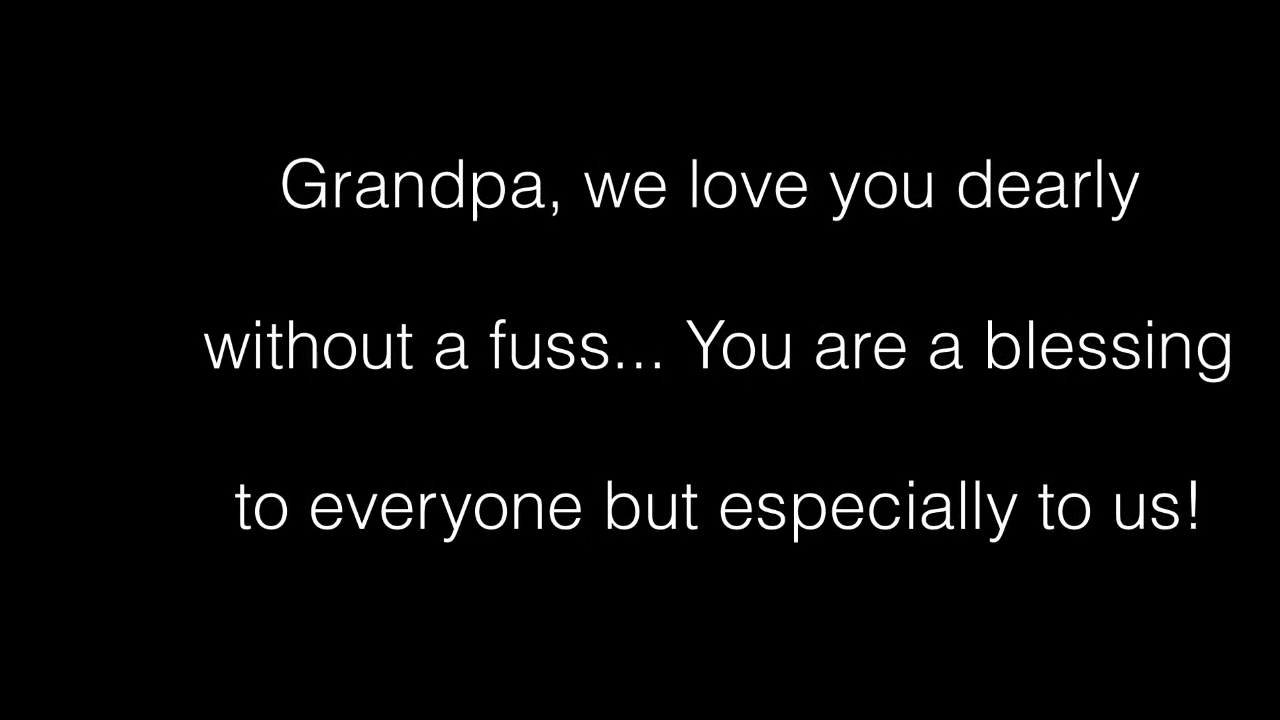 Grandpa, we love you dearly
without a fuss... You are a blessing
to everyone but especially to us!